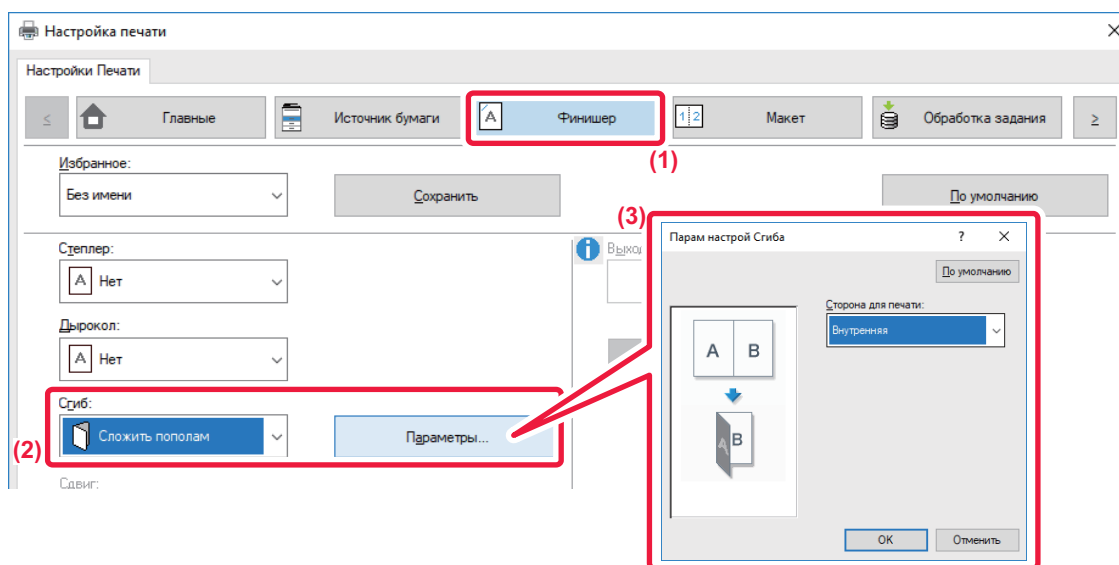 Настройка печати
Настройки Печати
< Главные Источник бумаги A Финишер 1 2 Макет Обработка задания >
(1)
Избранное:
Без имени Сохранить По умолчанию
(3)
Парам настрой Сгиба ?
По умолчанию
Степлер:
A Нет
Дырокол:
A Нет
Сгиб:
(2) Сложить пополам Параметры...
Сдвиг:
Сторона для печати:
Внутренняя
A B
A B
OK Отменить